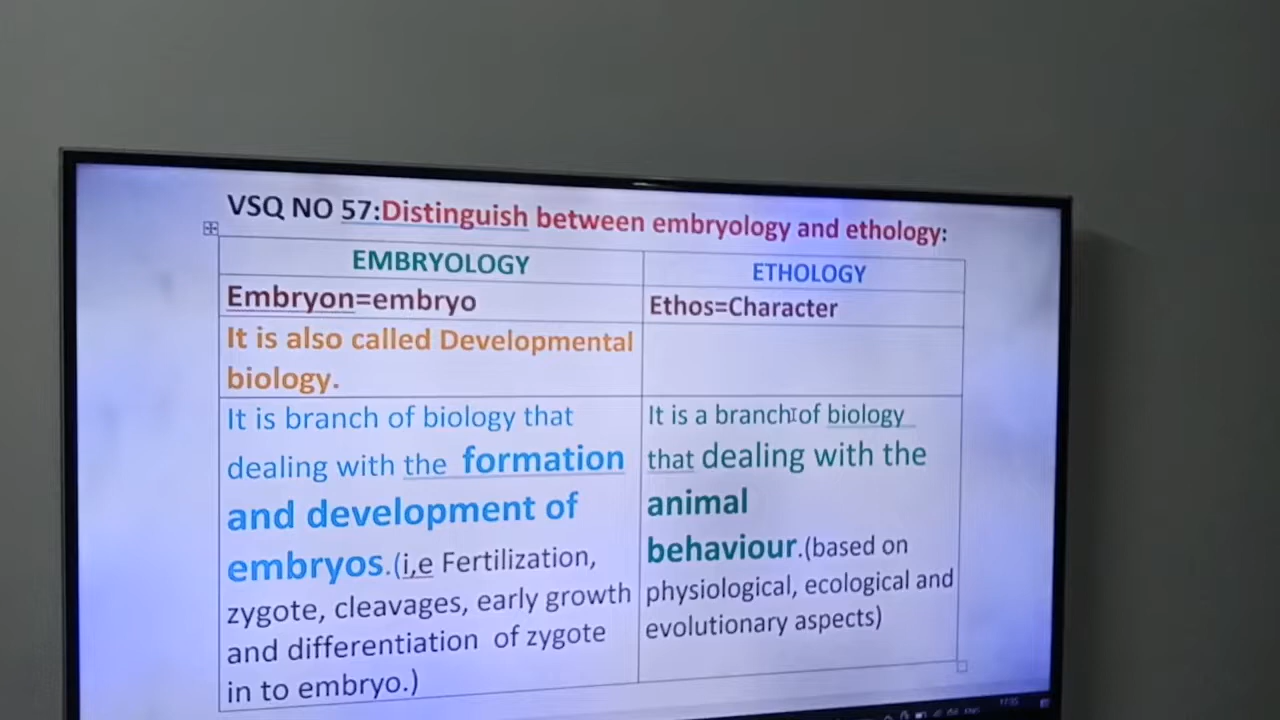 VSQ NO 57:Distinguish between embryology and ethology:
EMBRYOLOGY
ETHOLOGY
Embryon=embryo
Ethos=Character
It is also called Developmental
biology.
It is branch of biology that
dealing with the formation
and development of
embryos.(i,e Fertilization,
zygote, cleavages, early growth
and differentiation of zygote
in to embryo.)
It is a branch of biology
that dealing with the
animal
behaviour.(based on
physiological, ecological and
evolutionary aspects)